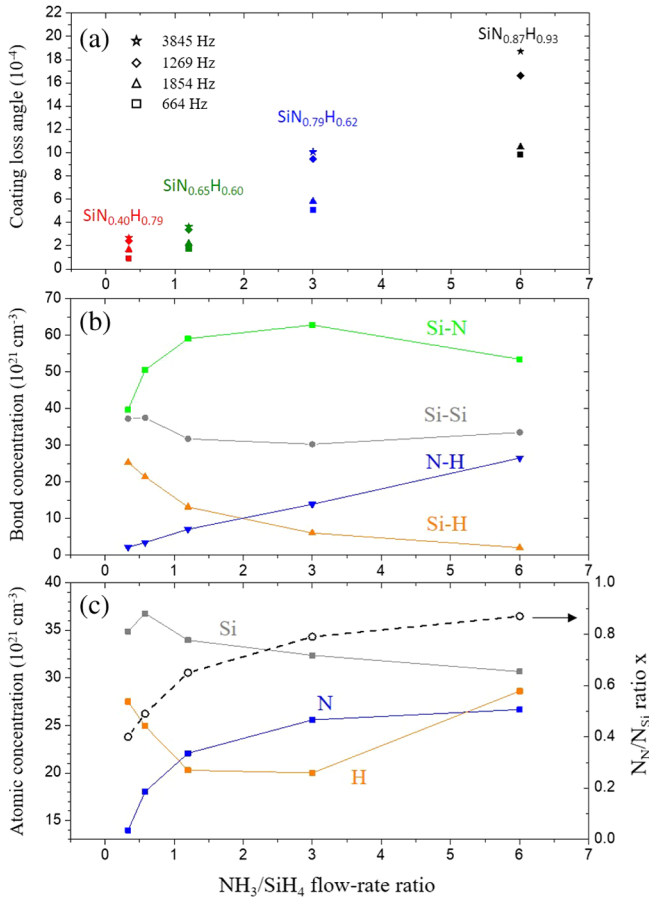 (a)
3845 Hz
1269 Hz
1854 Hz
664 Hz
SiN0.87H0.93
SiN0.79H0.62
SiN0.65H0.60
SiN0.40H0.79
Coating loss angle (10-4)
22
20
18
16
14
12
10
8
6
4
2
0
0 1 2 3 4 5 6 7
(b)
Si-N
Si-Si
N-H
Si-H
Bond concentration (1021 cm-3)
70
60
50
40
30
20
10
0
0 1 2 3 4 5 6 7
(c)
Si
N
H
Atomic concentration (1021 cm-3)
40
35
30
25
20
15
1.0
0.8
0.6
0.4
0.2
0.0
NN/NSi ratio x
0 1 2 3 4 5 6 7
NH3/SiH4 flow-rate ratio